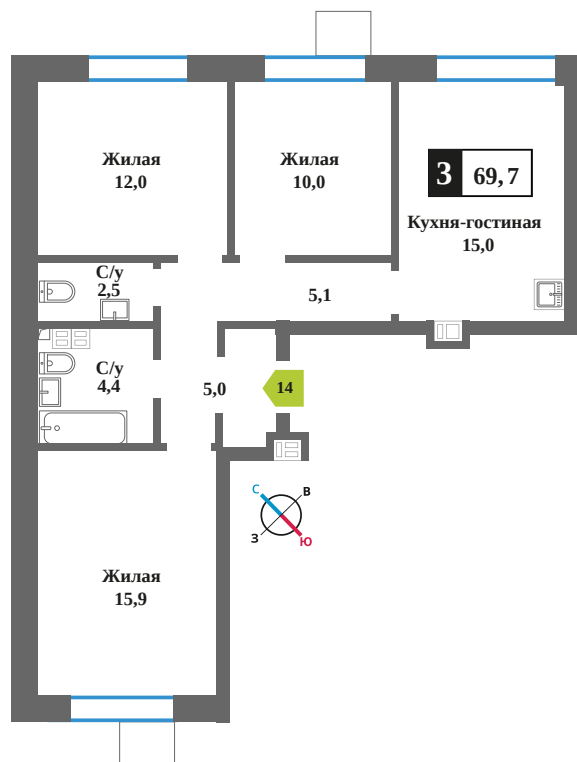 Жилая
12,0
Жилая
10,0
3 69,7
Кухня-гостиная
15,0
С/у
2,5
5,1
С/у
4,4
5,0
14
С
В
З
Ю
Жилая
15,9